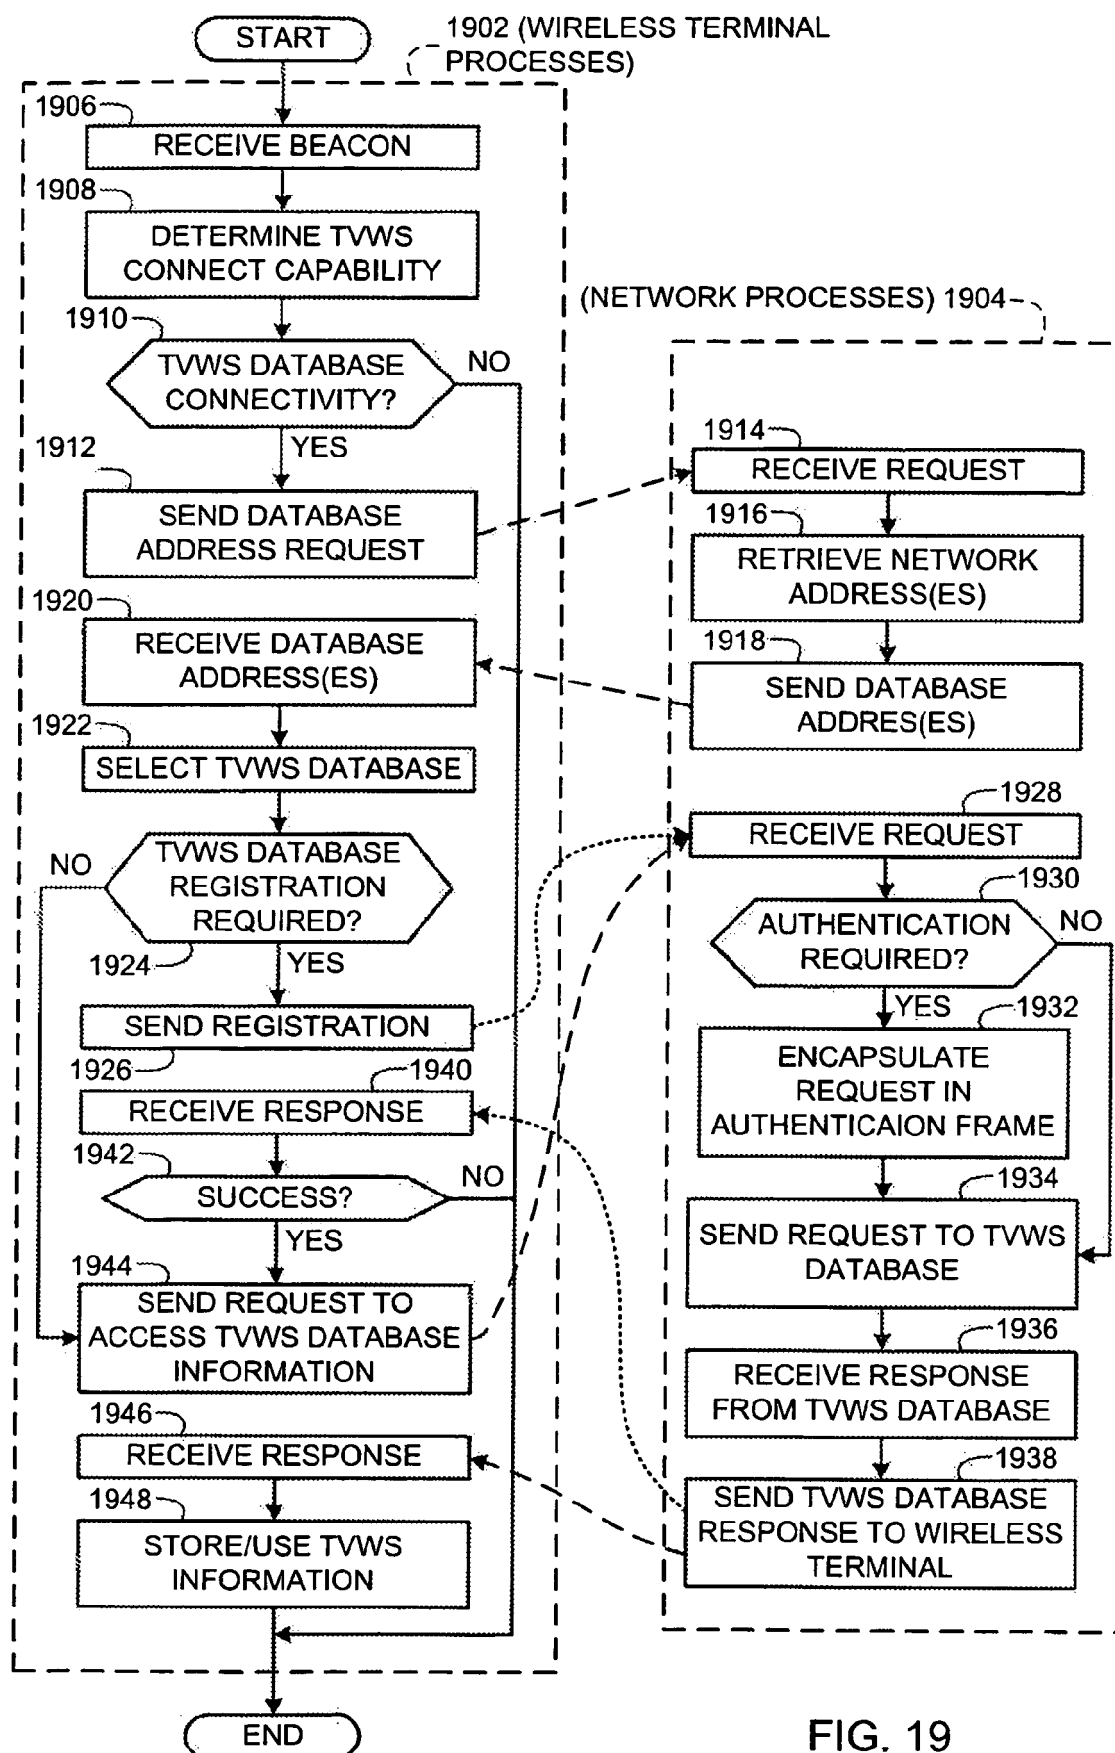 START
1902 (WIRELESS TERMINAL
PROCESSES)
1906
RECEIVE BEACON
1908
DETERMINE TVWS
CONNECT CAPABILITY
1910
TVWS DATABASE
CONNECTIVITY?
NO
YES
1912
SEND DATABASE
ADDRESS REQUEST
(NETWORK PROCESSES) 1904
1914
RECEIVE REQUEST
1916
RETRIEVE NETWORK
ADDRESS(ES)
1918
SEND DATABASE
ADDRES(ES)
1920
RECEIVE DATABASE
ADDRESS(ES)
1922
SELECT TVWS DATABASE
NO
TVWS DATABASE
REGISTRATION
REQUIRED?
1924
YES
SEND REGISTRATION
1926
1928
RECEIVE REQUEST
1930
AUTHENTICATION
REQUIRED?
NO
YES
1932
ENCAPSULATE
REQUEST IN
AUTHENTICAION FRAME
1934
SEND REQUEST TO TVWS
DATABASE
1936
RECEIVE RESPONSE
FROM TVWS DATABASE
1938
SEND TVWS DATABASE
RESPONSE TO WIRELESS
TERMINAL
1940
RECEIVE RESPONSE
1942
SUCCESS?
NO
YES
1944
SEND REQUEST TO
ACCESS TVWS DATABASE
INFORMATION
1946
RECEIVE RESPONSE
1948
STORE/USE TVWS
INFORMATION
END
FIG. 19